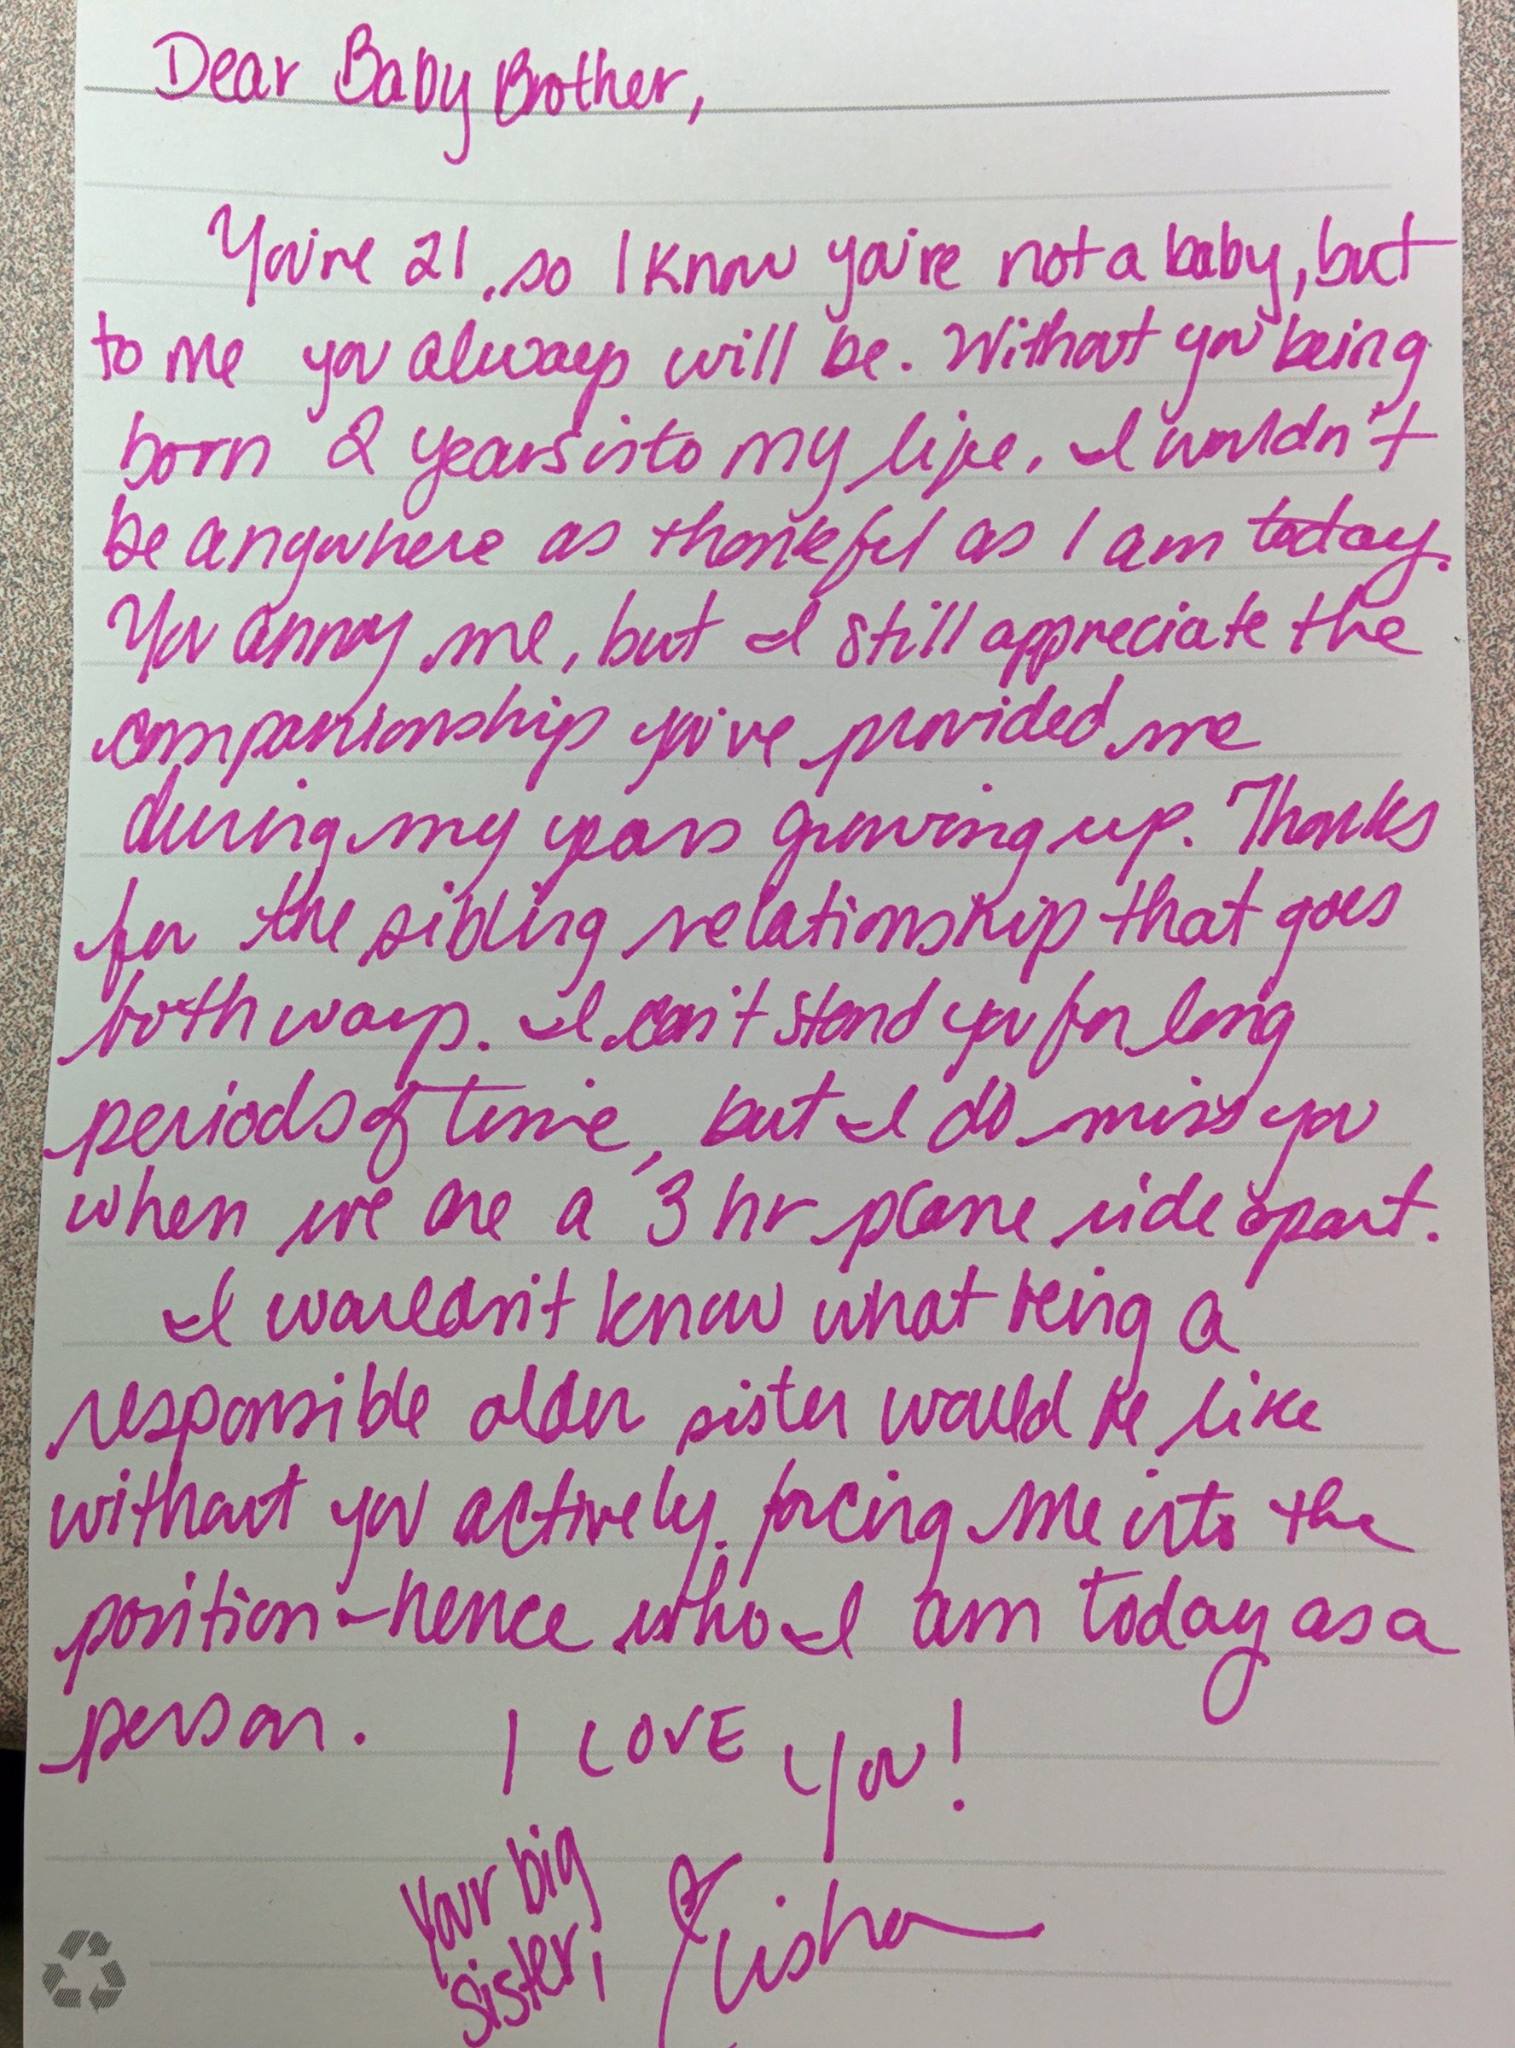 Dear Baby Brother,
You're 21, so I know you're not a baby, but
to me you always will be. Without you being
born 2 years into my life, I wouldn't
be anywhere as thankful as I am today.
You annoy me, but I still appreciate the
companionship you've provided me
during my years growing up. Thanks
for the sibling relationship that goes
both ways. I can't stand you for long
periods of time, but I do miss you
when we are a 3 hr plane ride apart.
I wouldn't know what being a
responsible older sister would be like
without you actively forcing me into the
position - hence who I am today as a
person. I LOVE you!
Your big
sister,